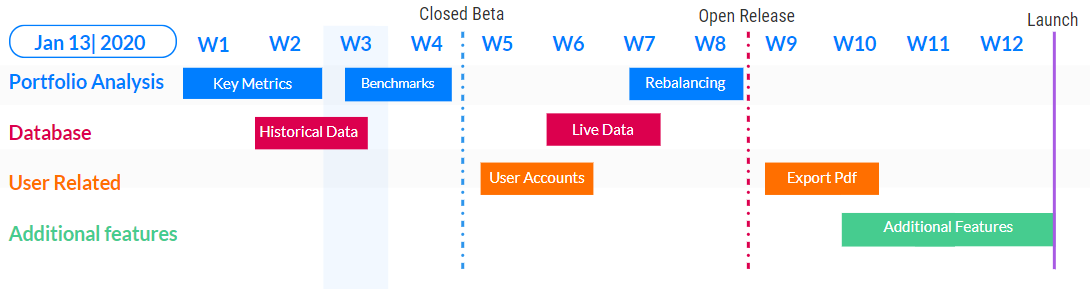 Closed Beta
Open Release
Launch
Jan 13| 2020
W1 W2 W3 W4 W5 W6 W7 W8 W9 W10 W11 W12
Portfolio Analysis Key Metrics Benchmarks Rebalancing
Database Historical Data Live Data
User Related User Accounts Export Pdf
Additional features Additional Features